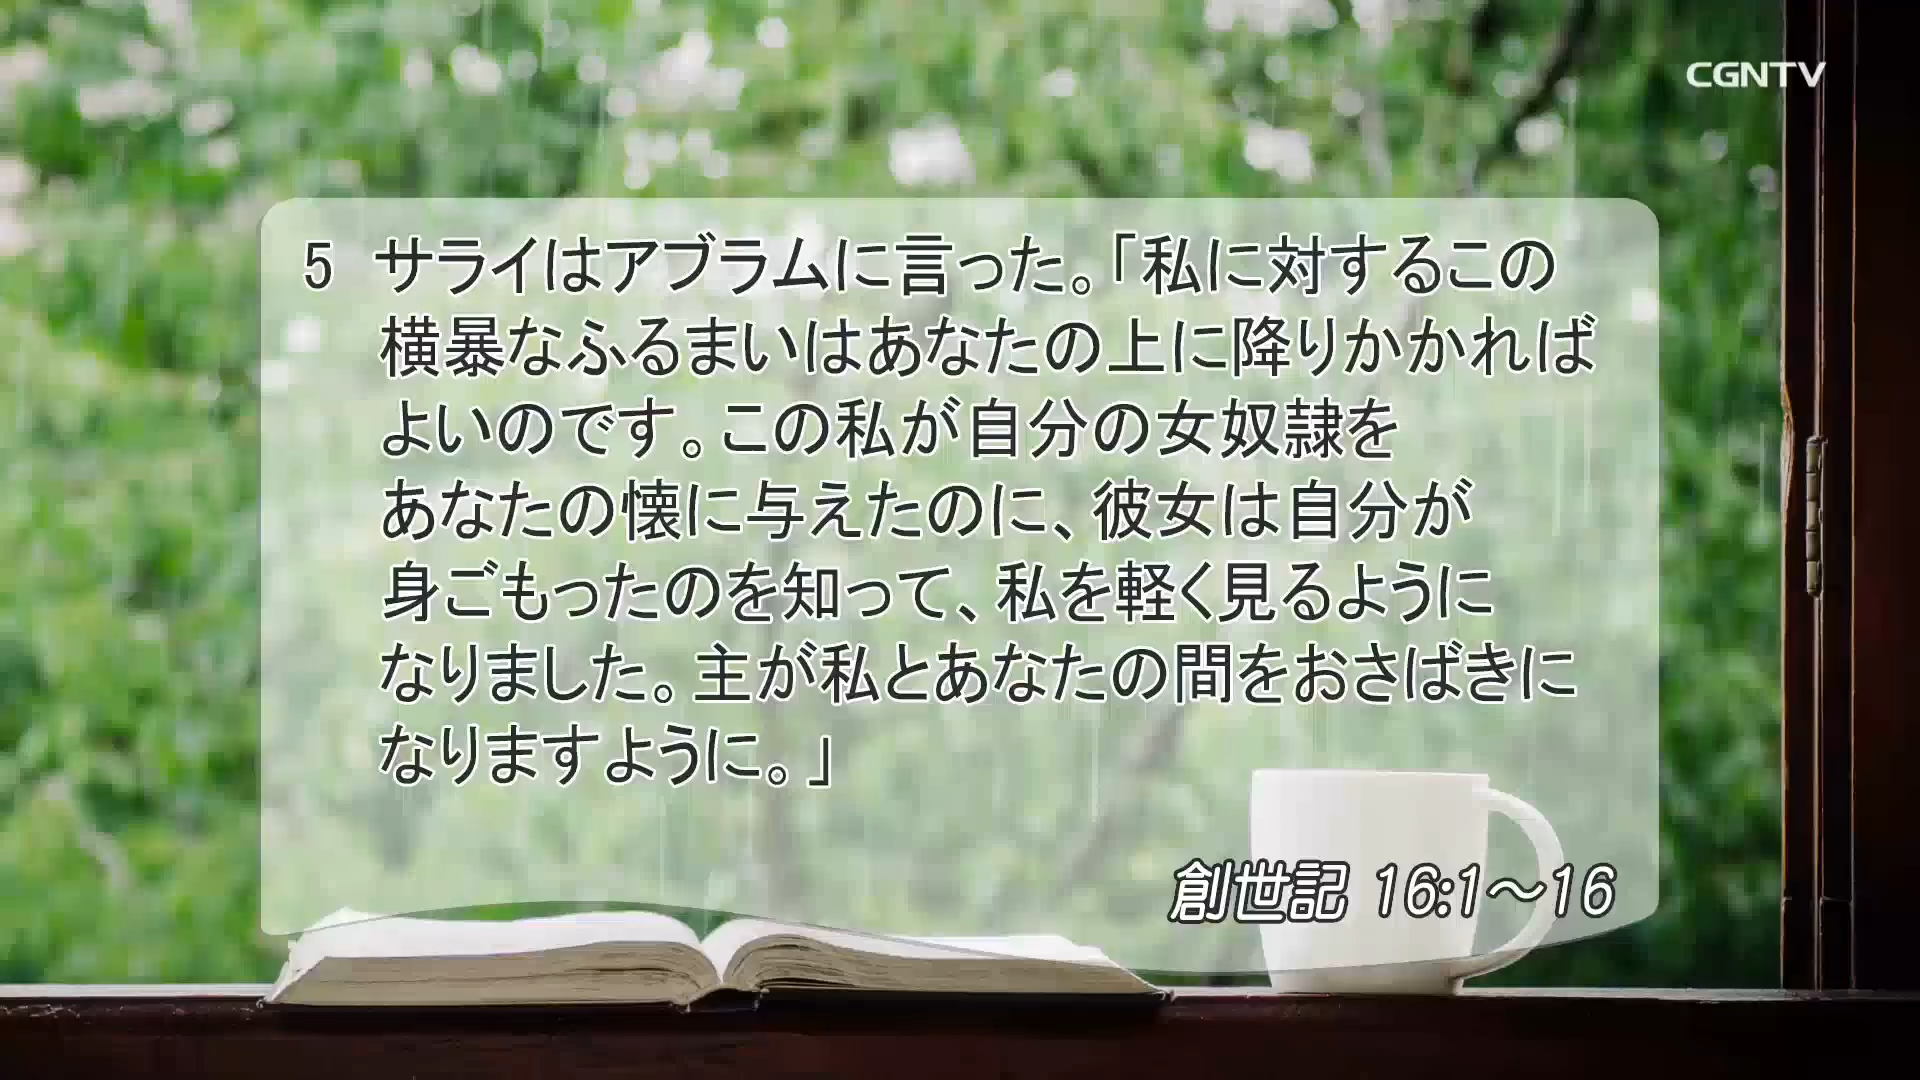 CGNTV
5 サライはアブラムに言った。「私に対するこの
横暴なふるまいはあなたの上に降りかかれば
よいのです。この私が自分の女奴隷を
あなたの懐に与えたのに、彼女は自分が
身ごもったのを知って、私を軽く見るように
なりました。主が私とあなたの間をおさばきに
なりますように。」
創世記 16:1～16